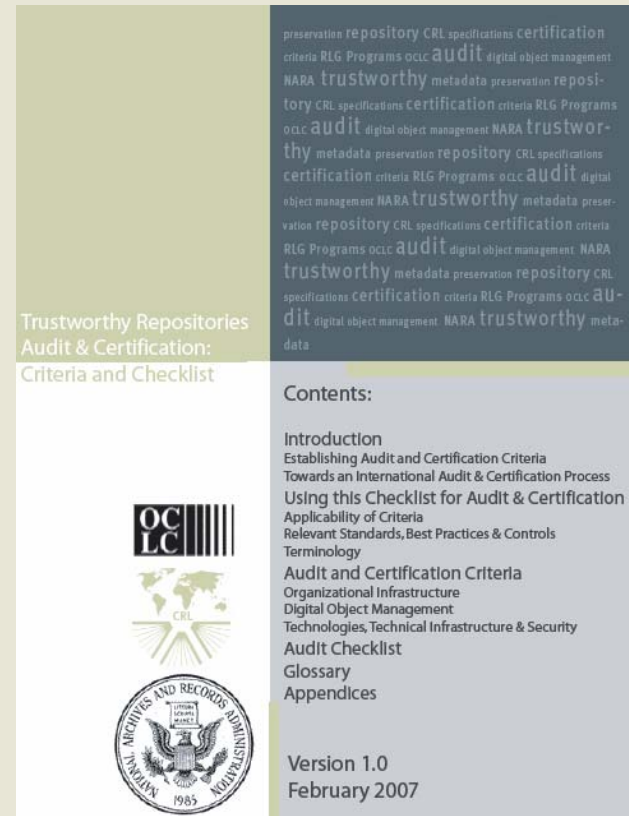 preservation repository CRL specifications certification
criteria RLG Programs OCLC audit digital object management
NARA trustworthy metadata preservation reposi-
tory CRL specifications certification criteria RLG Programs
OCLC audit digital object management NARA trustwor-
thy metadata preservation repository CRL specifications
certification criteria RLG Programs OCLC audit digital
object management NARA trustworthy metadata preser-
vation repository CRL specifications certification criteria
RLG Programs OCLC audit digital object management NARA
trustworthy metadata preservation repository CRL
specifications certification criteria RLG Programs OCLC au-
dit digital object management NARA trustworthy meta-
data
Trustworthy Repositories
Audit & Certification:
Criteria and Checklist
Contents:
Introduction
Establishing Audit and Certification Criteria
Towards an International Audit & Certification Process
Using this Checklist for Audit & Certification
Applicability of Criteria
Relevant Standards, Best Practices & Controls
Terminology
Audit and Certification Criteria
Organizational Infrastructure
Digital Object Management
Technologies, Technical Infrastructure & Security
Audit Checklist
Glossary
Appendices
OC
LC
CRL
NATIONAL ARCHIVES AND RECORDS ADMINISTRATION
LITTERA
SCRIPTA
MANET
1985
Version 1.0
February 2007